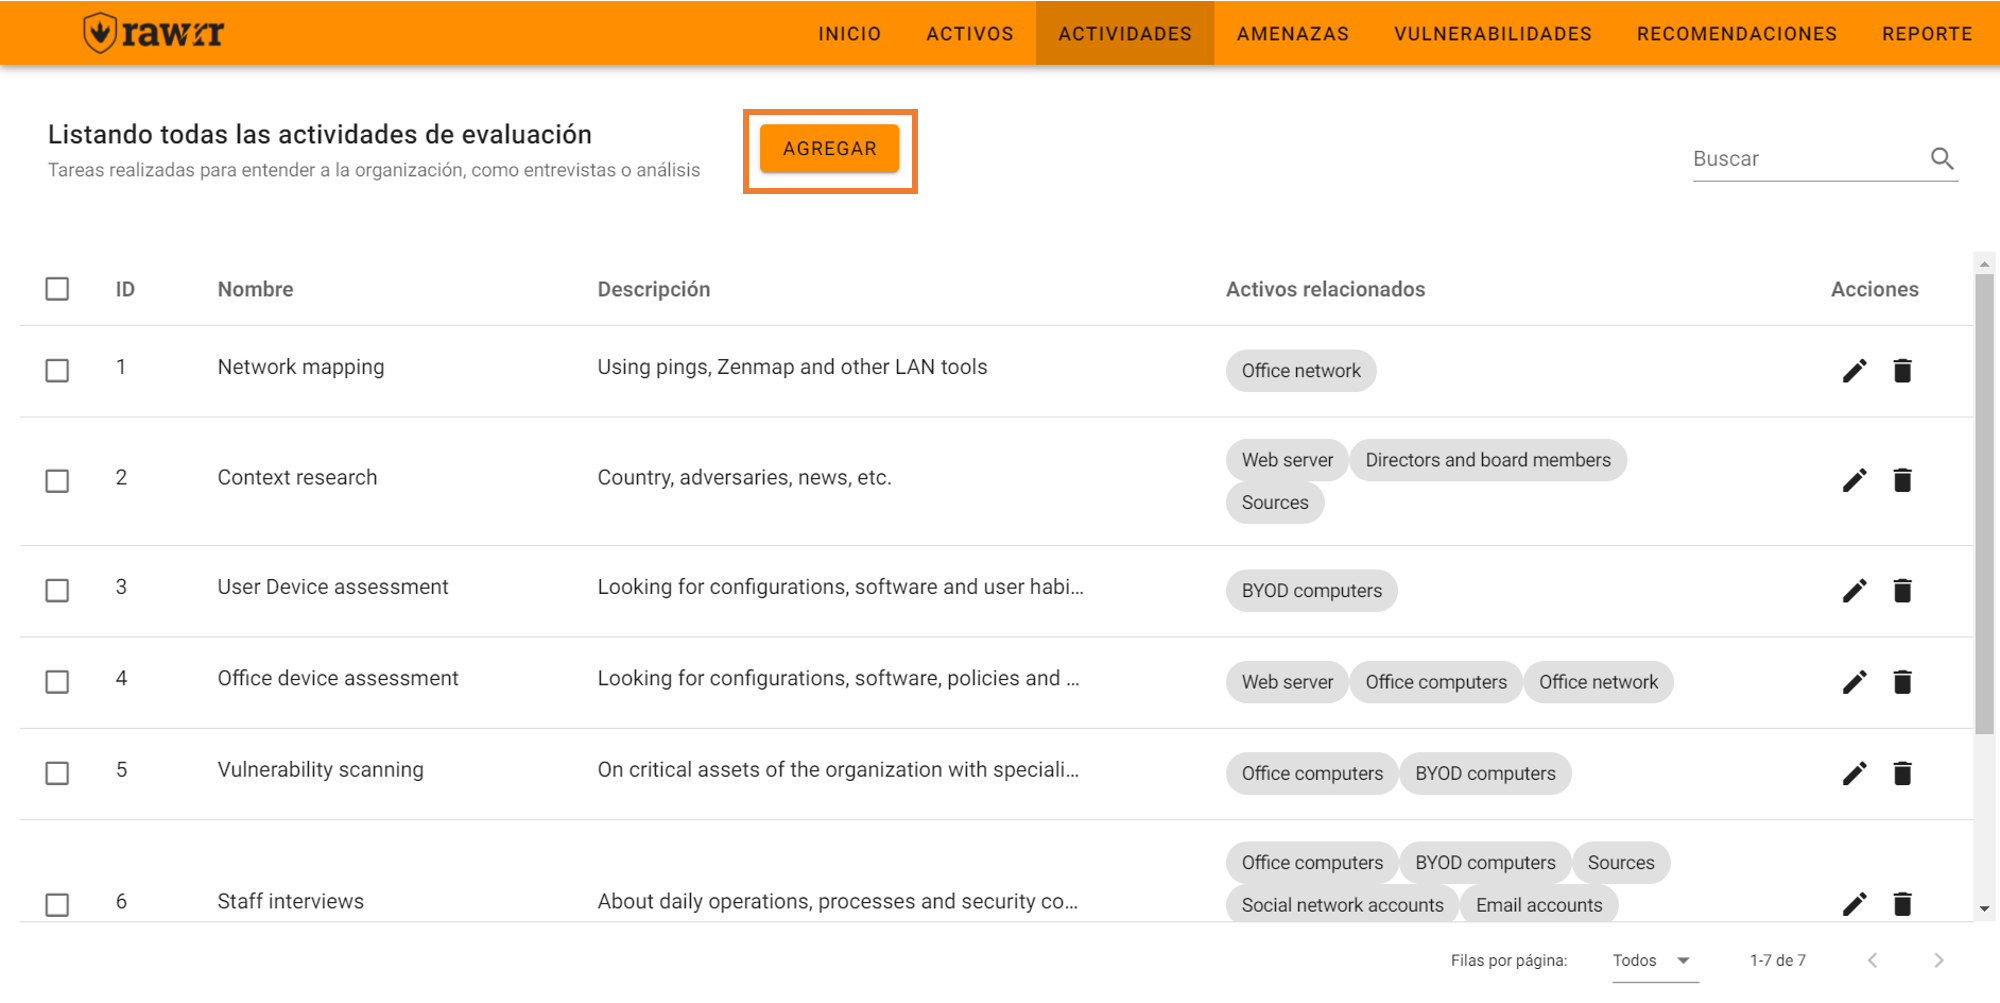 rawrr
INICIO ACTIVOS ACTIVIDADES AMENAZAS VULNERABILIDADES RECOMENDACIONES REPORTE
Listando todas las actividades de evaluación
Tareas realizadas para entender a la organización, como entrevistas o análisis
AGREGAR
Buscar
ID Nombre Descripción Activos relacionados Acciones
1 Network mapping Using pings, Zenmap and other LAN tools Office network
2 Context research Country, adversaries, news, etc. Web server Directors and board members
Sources
3 User Device assessment Looking for configurations, software and user habi... BYOD computers
4 Office device assessment Looking for configurations, software, policies and ... Web server Office computers Office network
5 Vulnerability scanning On critical assets of the organization with speciali... Office computers BYOD computers
Office computers BYOD computers Sources
6 Staff interviews About daily operations, processes and security co... Social network accounts Email accounts
Filas por página: Todos 1-7 de 7